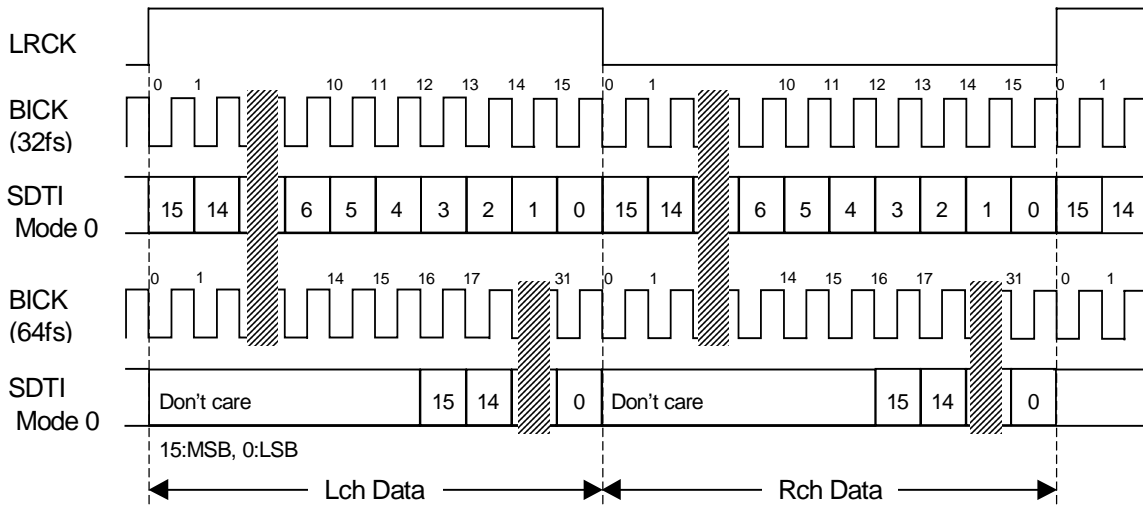 LRCK
0 1 10 11 12 13 14 15 0 1 10 11 12 13 14 15 0 1
BICK
(32fs)
SDTI
Mode 0
15 14 6 5 4 3 2 1 0 15 14 6 5 4 3 2 1 0 15 14
0 1 14 15 16 17 31 0 1 14 15 16 17 31 0 1
BICK
(64fs)
SDTI
Mode 0
Don't care 15 14 0 Don't care 15 14 0
15:MSB, 0:LSB
Lch Data Rch Data